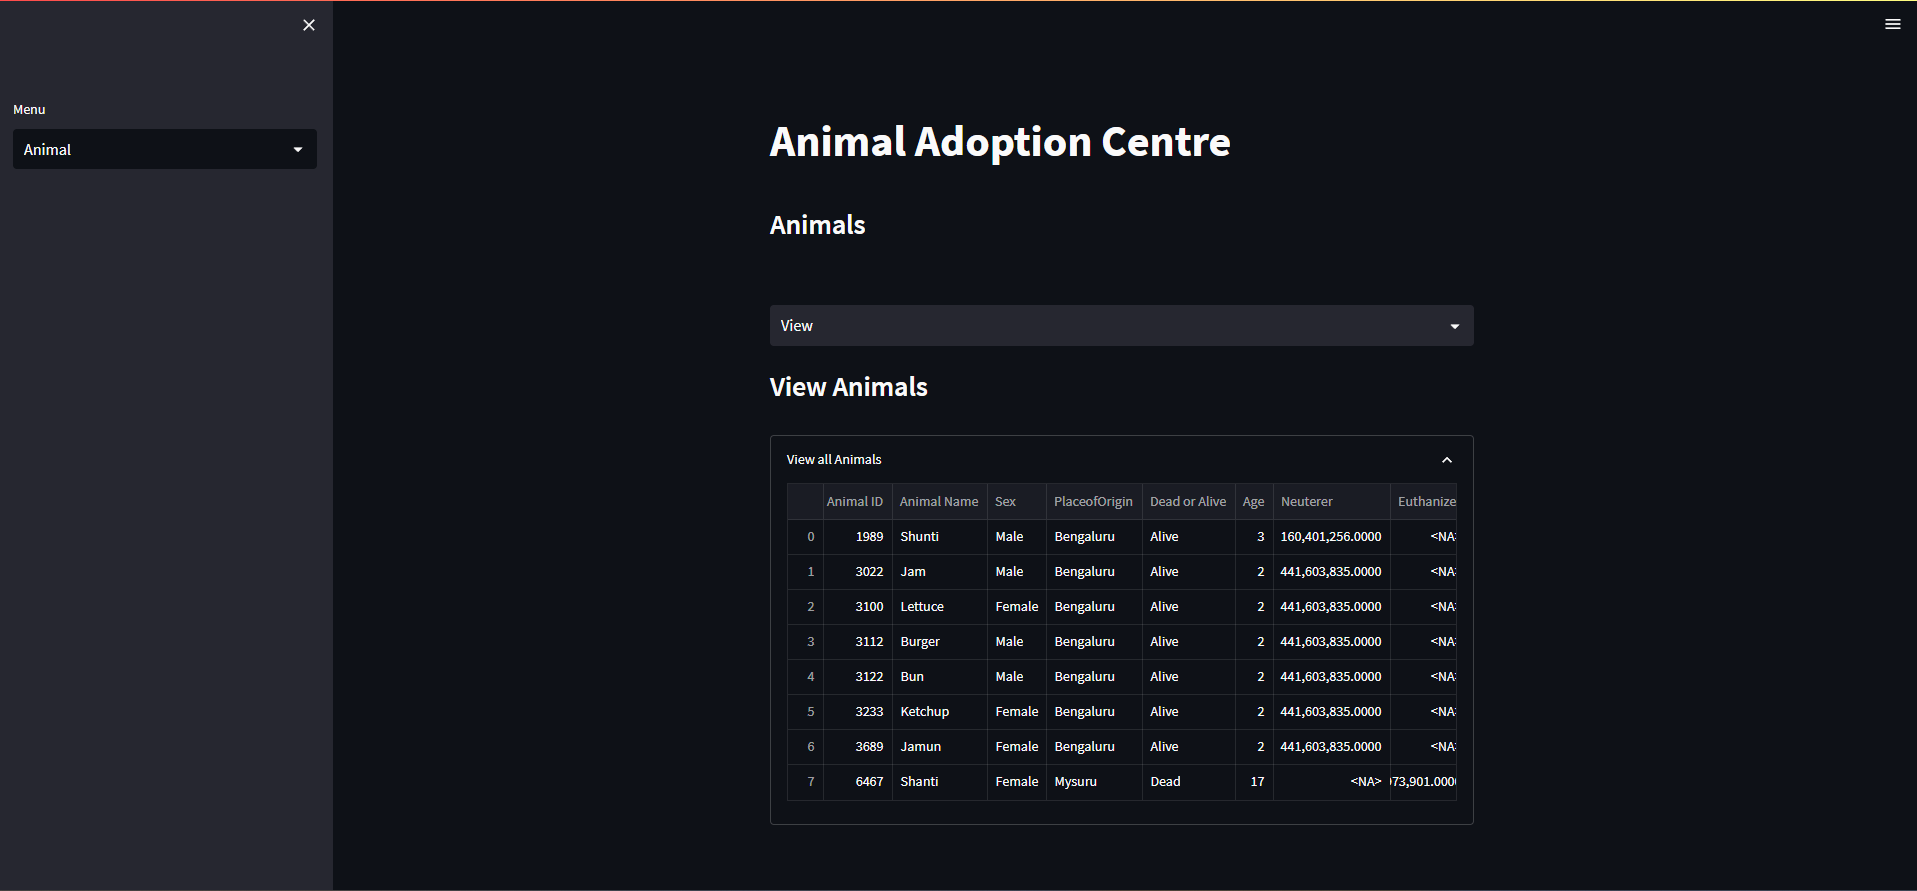 Menu
Animal
Animal Adoption Centre
Animals
View
View Animals
View all Animals
Animal ID Animal Name Sex PlaceofOrigin Dead or Alive Age Neuterer Euthanize
0 1989 Shunti Male Bengaluru Alive 3 160,401,256.0000 <NA
1 3022 Jam Male Bengaluru Alive 2 441,603,835.0000 <NA
2 3100 Lettuce Female Bengaluru Alive 2 441,603,835.0000 <NA
3 3112 Burger Male Bengaluru Alive 2 441,603,835.0000 <NA
4 3122 Bun Male Bengaluru Alive 2 441,603,835.0000 <NA
5 3233 Ketchup Female Bengaluru Alive 2 441,603,835.0000 <NA
6 3689 Jamun Female Bengaluru Alive 2 441,603,835.0000 <NA
7 6467 Shanti Female Mysuru Dead 17 <NA> 73,901.000